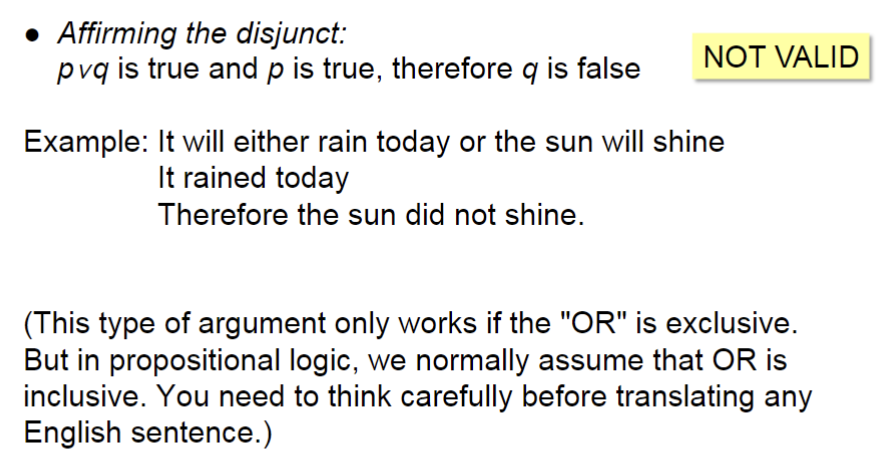 ● Affirming the disjunct:
p∨q is true and p is true, therefore q is false
NOT VALID
Example: It will either rain today or the sun will shine
It rained today
Therefore the sun did not shine.
(This type of argument only works if the "OR" is exclusive.
But in propositional logic, we normally assume that OR is
inclusive. You need to think carefully before translating any
English sentence.)